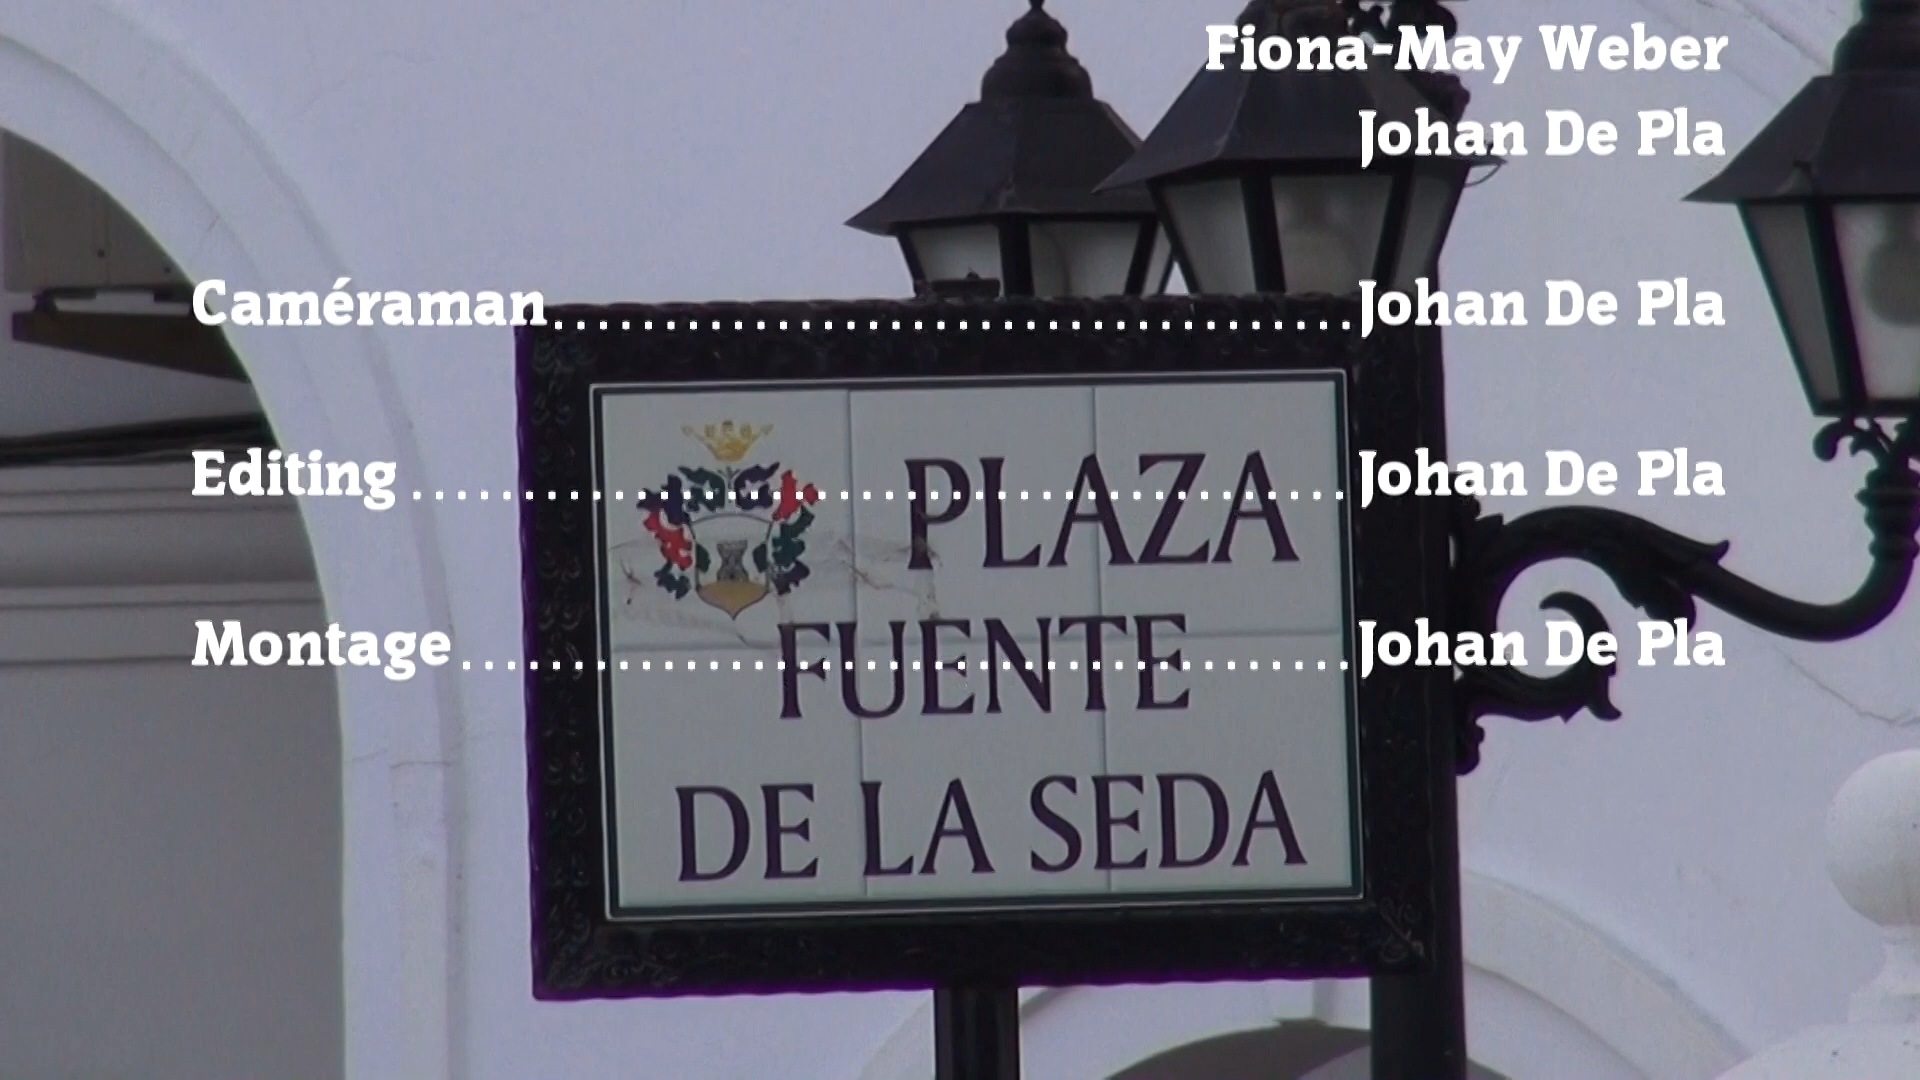 Fiona-May Weber
Johan De Pla
Caméraman....................................Johan De Pla
Editing..........................................Johan De Pla
Montage........................................Johan De Pla
PLAZA
FUENTE
DE LA SEDA